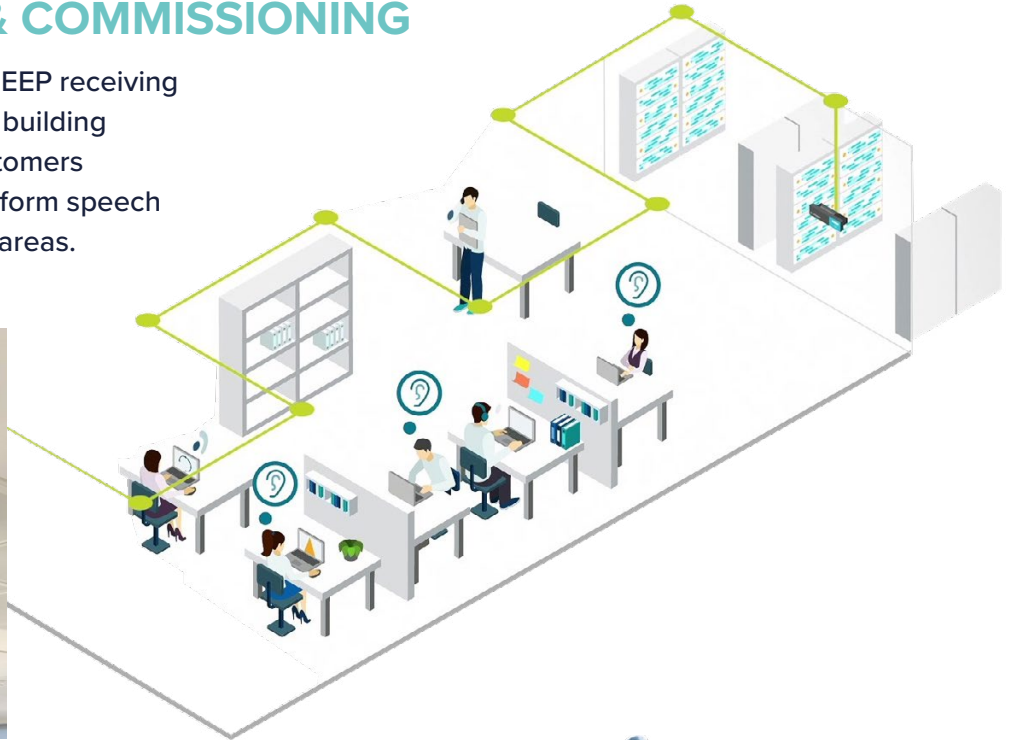 & COMMISSIONING
EEP receiving
building
tomers
form speech
areas.